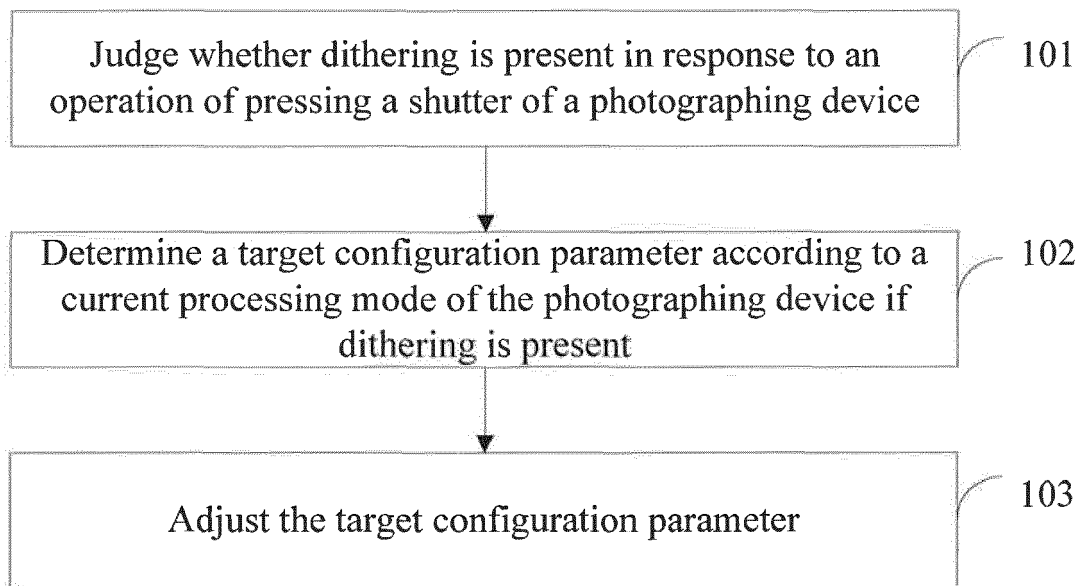 Judge whether dithering is present in response to an
operation of pressing a shutter of a photographing device
101
Determine a target configuration parameter according to a
current processing mode of the photographing device if
dithering is present
102
Adjust the target configuration parameter
103